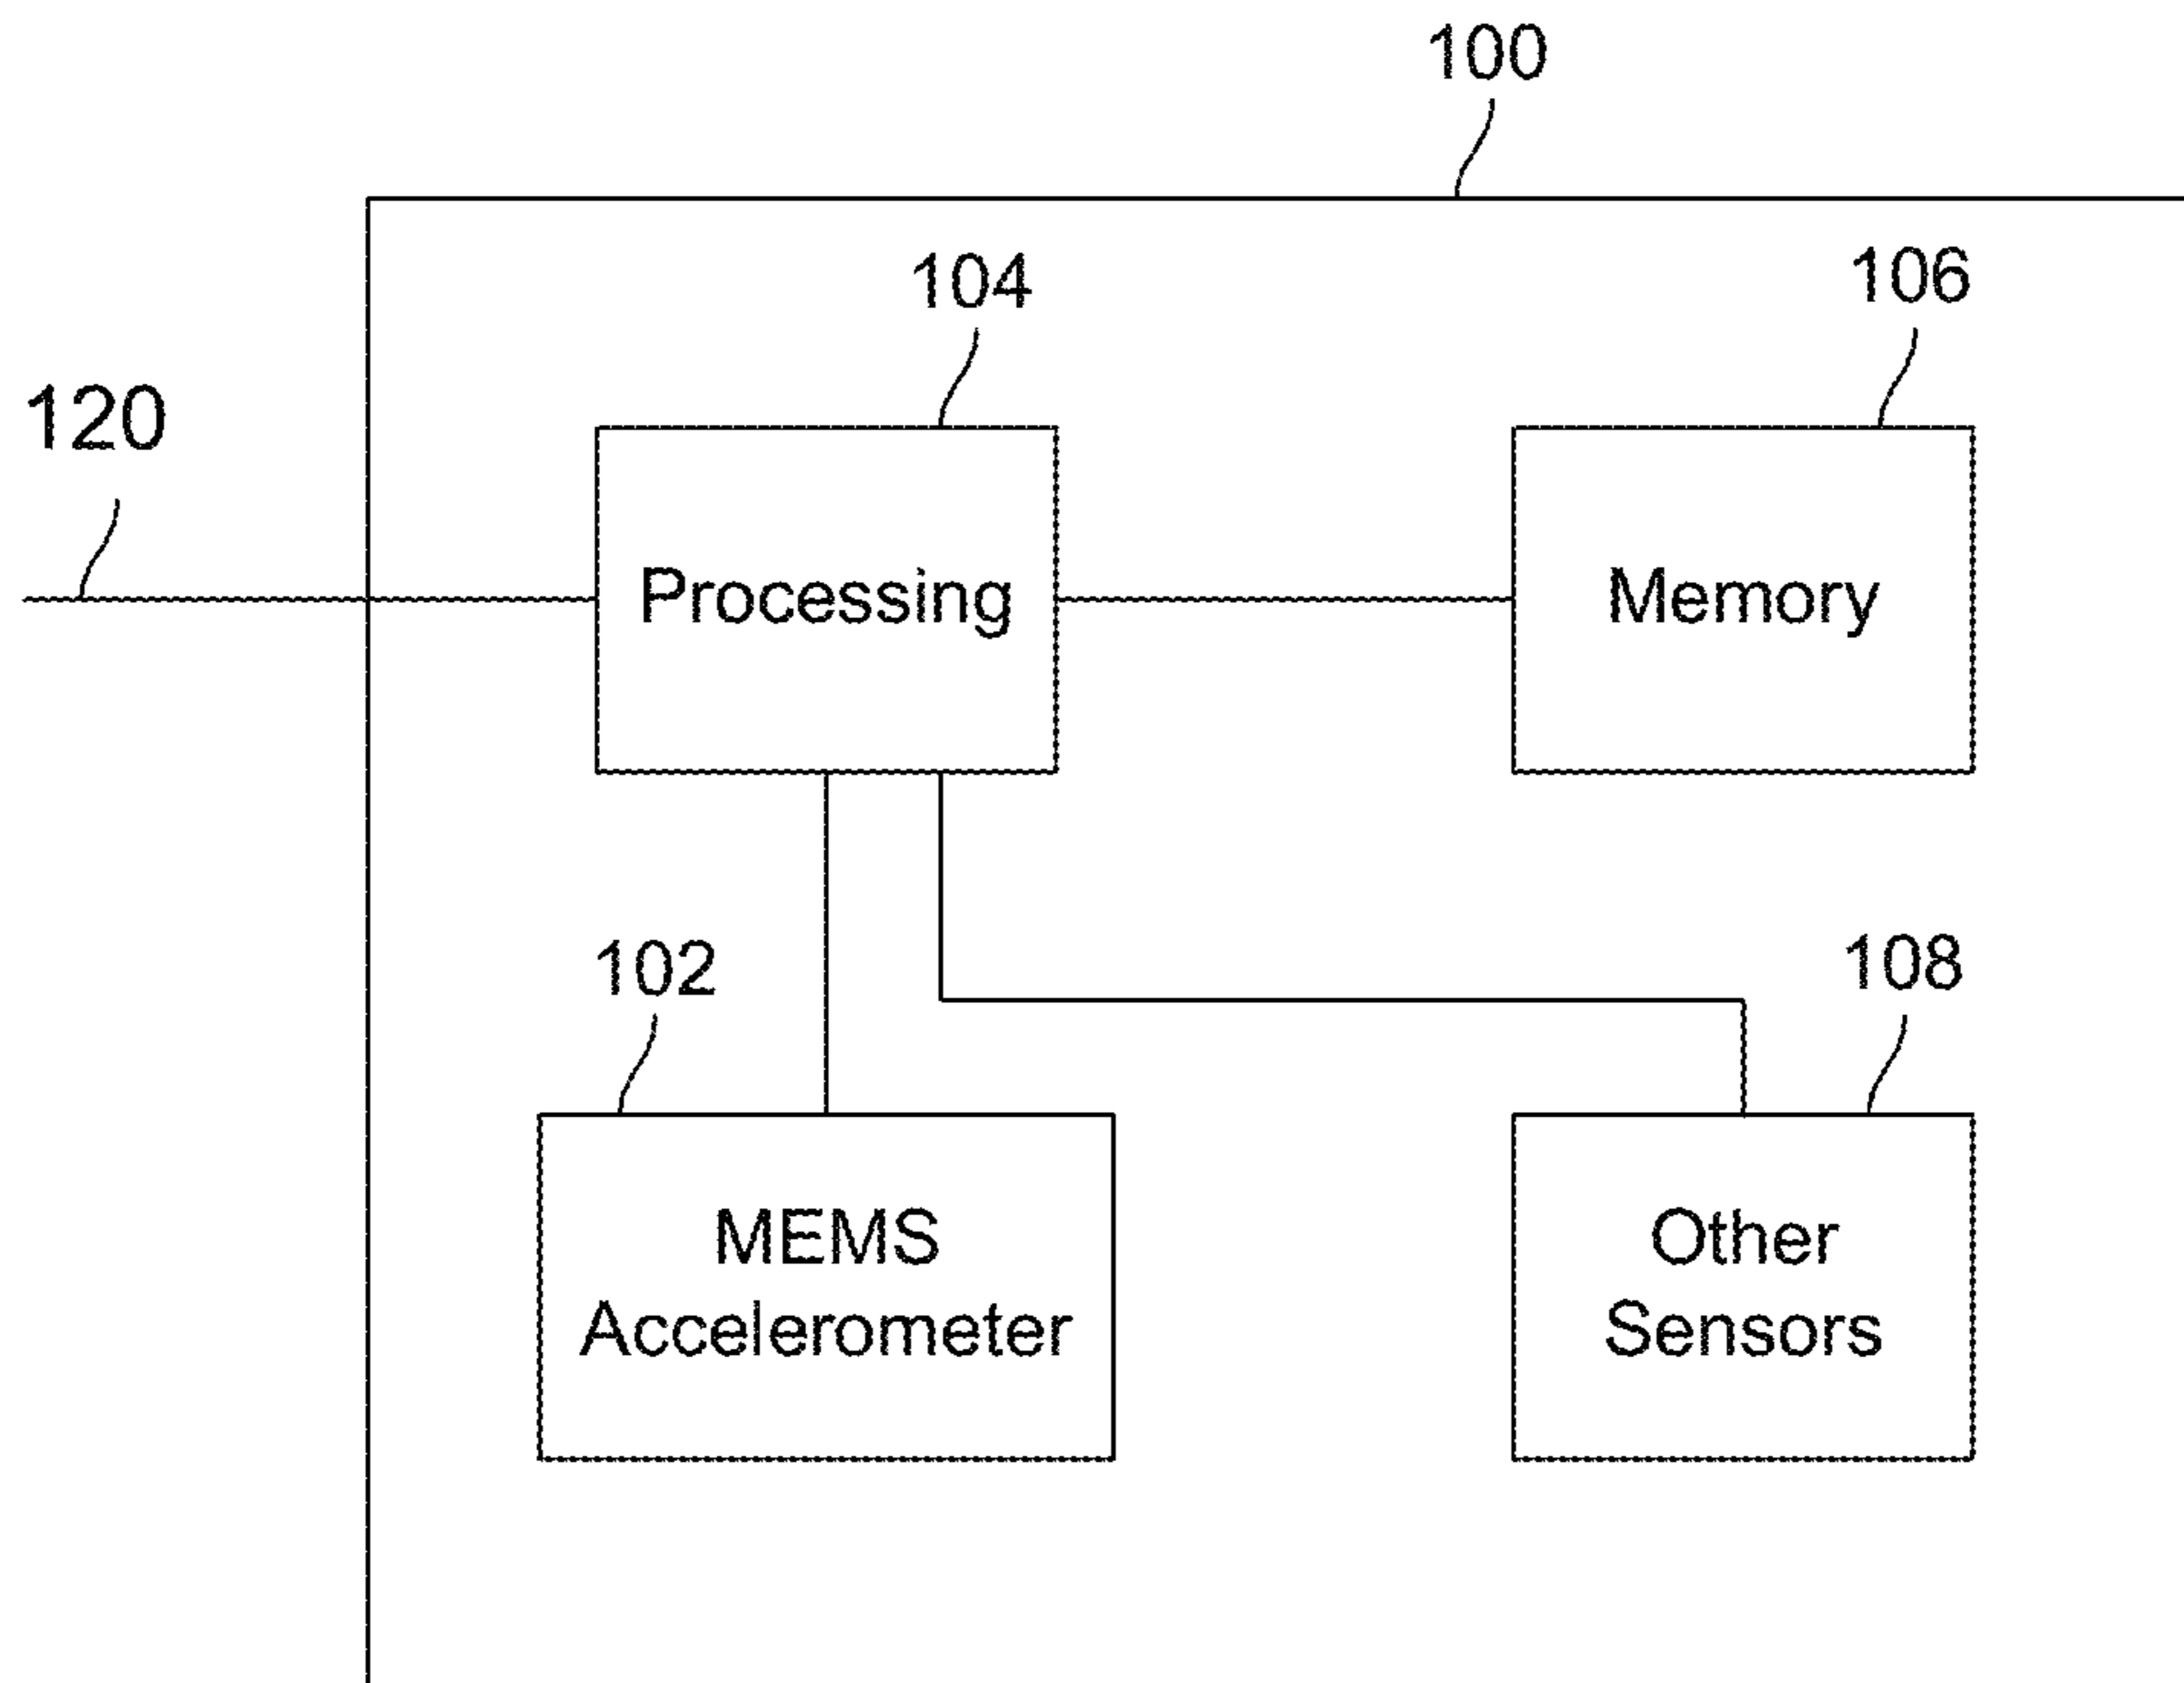 100
104
106
120
Processing
Memory
102
108
MEMS
Accelerometer
Other
Sensors